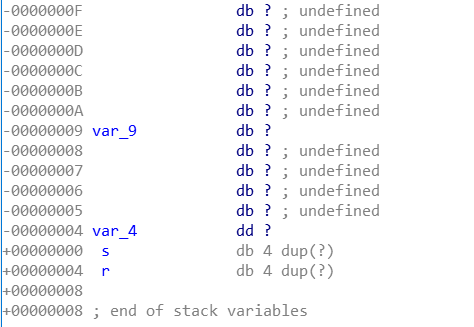 -0000000F db ? ; undefined
-0000000E db ? ; undefined
-0000000D db ? ; undefined
-0000000C db ? ; undefined
-0000000B db ? ; undefined
-0000000A db ? ; undefined
-00000009 var_9 db ?
-00000008 db ? ; undefined
-00000007 db ? ; undefined
-00000006 db ? ; undefined
-00000005 db ? ; undefined
-00000004 var_4 dd ?
+00000000 s db 4 dup(?)
+00000004 r db 4 dup(?)
+00000008
+00000008 ; end of stack variables